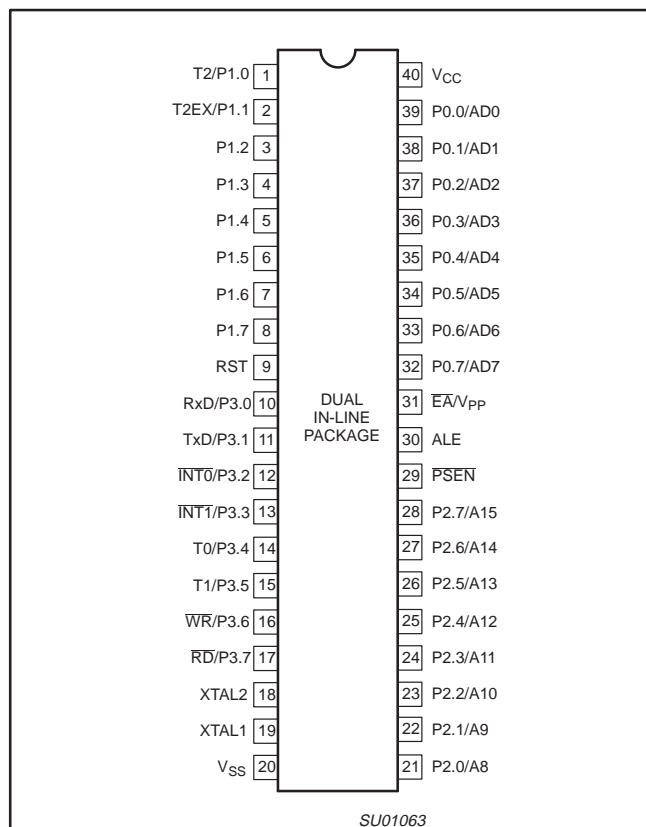 T2/P1.0 1 40 VCC
T2EX/P1.1 2 39 P0.0/AD0
P1.2 3 38 P0.1/AD1
P1.3 4 37 P0.2/AD2
P1.4 5 36 P0.3/AD3
P1.5 6 35 P0.4/AD4
P1.6 7 34 P0.5/AD5
P1.7 8 33 P0.6/AD6
RST 9 32 P0.7/AD7
RxD/P3.0 10 31 E̅A̅/VPP
TxD/P3.1 11 30 ALE
I̅N̅T̅0̅/P3.2 12 29 P̅S̅E̅N̅
I̅N̅T̅1̅/P3.3 13 28 P2.7/A15
T0/P3.4 14 27 P2.6/A14
T1/P3.5 15 26 P2.5/A13
W̅R̅/P3.6 16 25 P2.4/A12
R̅D̅/P3.7 17 24 P2.3/A11
XTAL2 18 23 P2.2/A10
XTAL1 19 22 P2.1/A9
VSS 20 21 P2.0/A8
DUAL
IN-LINE
PACKAGE
SU01063